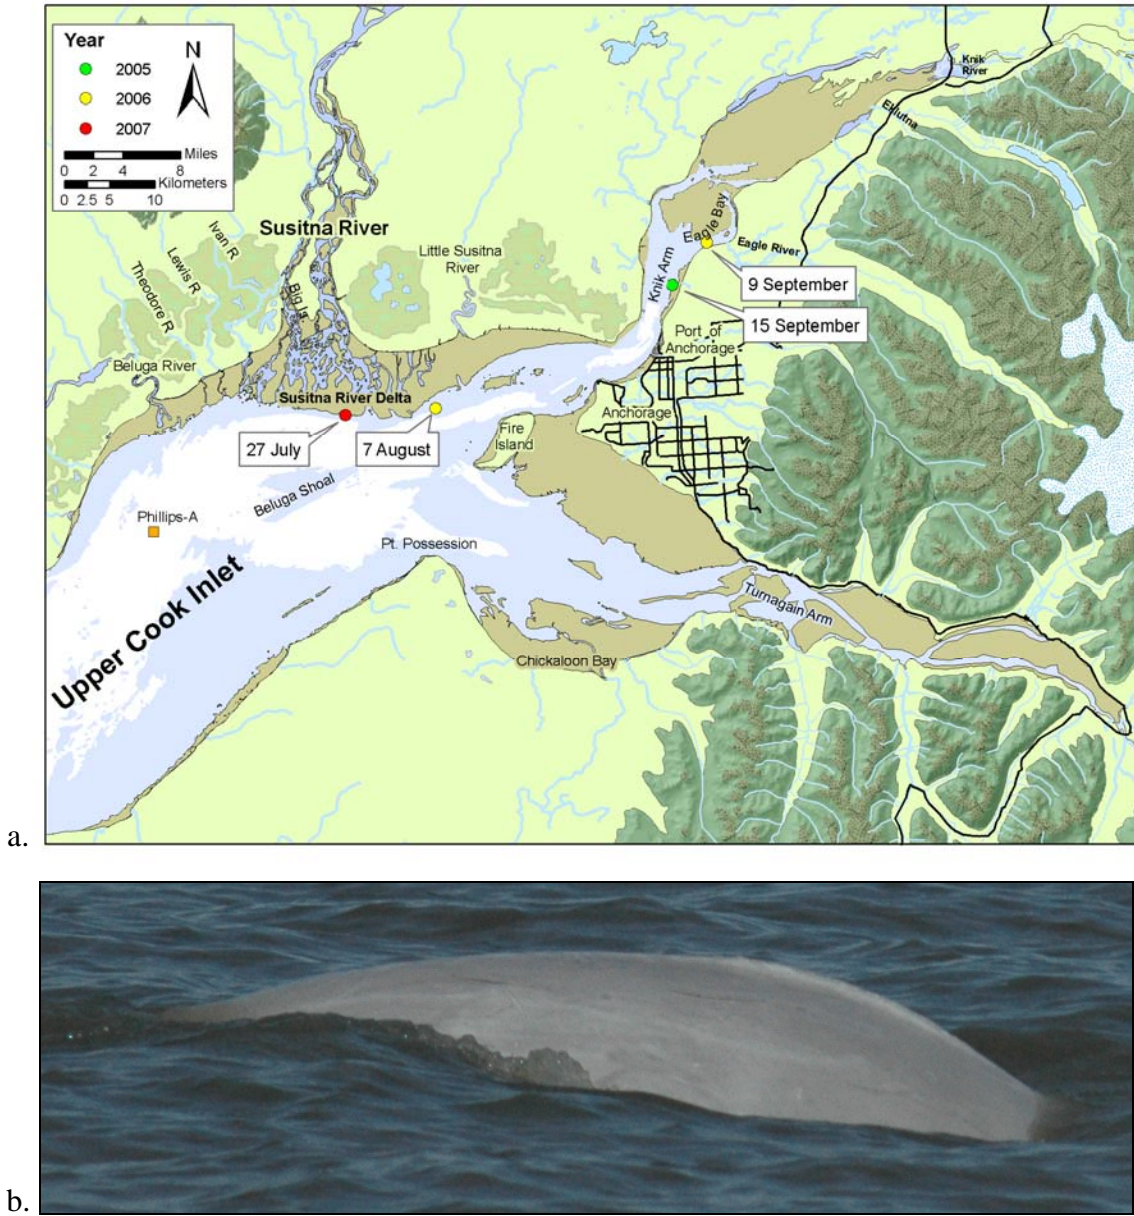 Year
N
2005
2006
2007
Miles
0 2 4 8
Kilometers
0 2.5 5 10
Knik
River
Eklutna
Susitna River
Ivan R
Lewis R
Theodore R
Big Is
Little Susitna
River
Eagle Bay
Eagle River
Knik Arm
9 September
15 September
Port of
Anchorage
Beluga River
Susitna River Delta
Anchorage
27 July
7 August
Fire
Island
Beluga Shoal
Phillips-A
Pt. Possession
Upper Cook Inlet
Turnagain Arm
Chickaloon Bay
a.
b.